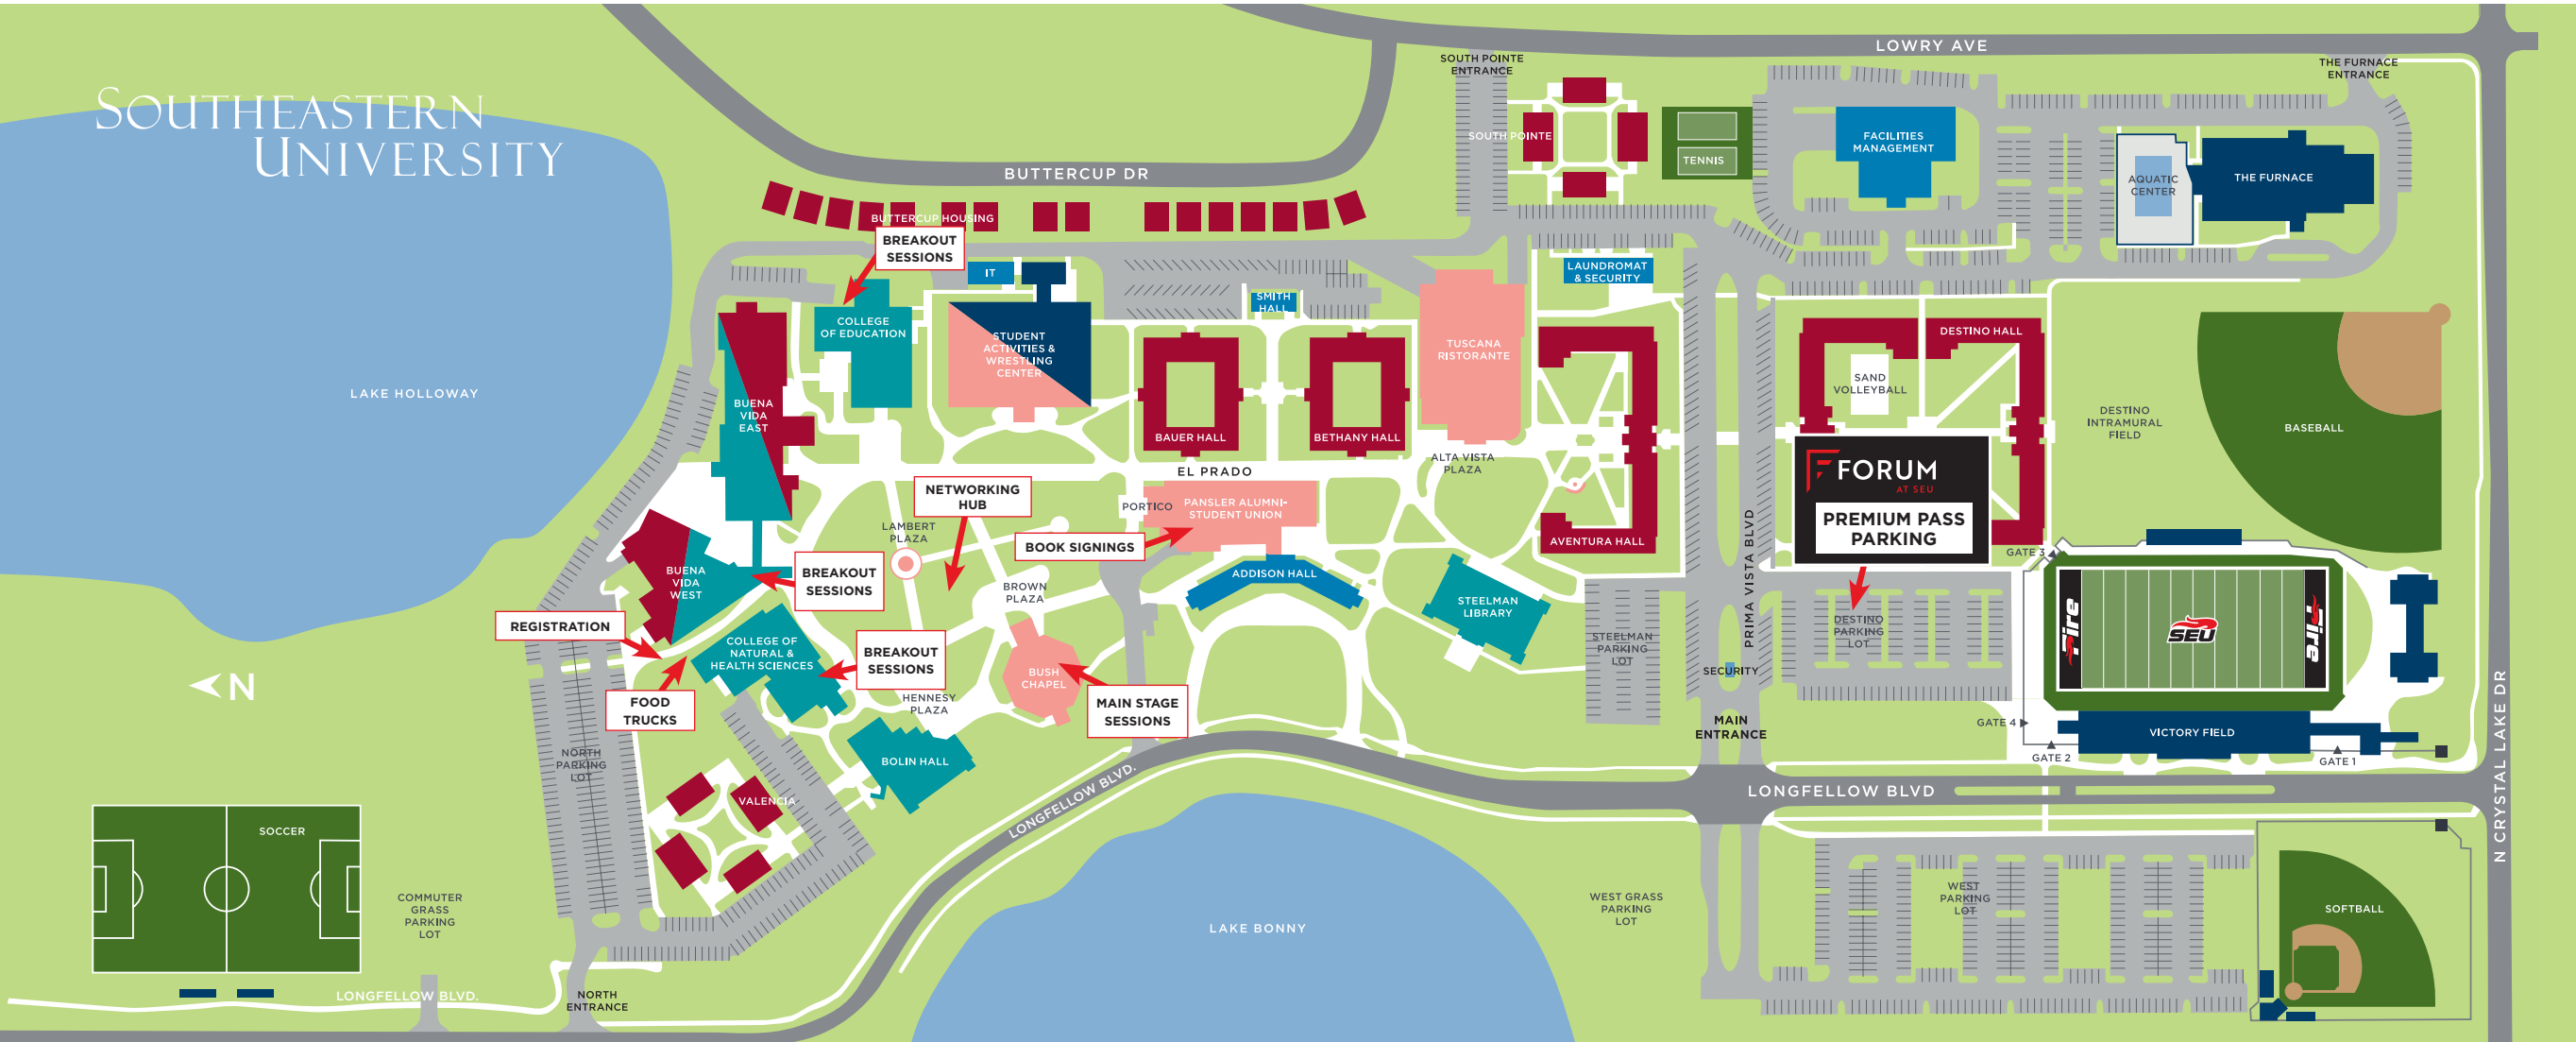 LOWRY AVE
SOUTH POINTE
ENTRANCE
THE FURNACE
ENTRANCE
SOUTHEASTERN
UNIVERSITY
SOUTH POINTE
TENNIS
FACILITIES
MANAGEMENT
AQUATIC
CENTER
THE FURNACE
BUTTERCUP DR
BUTTERCUP HOUSING
BREAKOUT
SESSIONS
IT
LAUNDROMAT
& SECURITY
SMITH
HALL
COLLEGE
OF EDUCATION
STUDENT
ACTIVITIES &
WRESTLING
CENTER
TUSCANA
RISTORANTE
DESTINO HALL
SAND
VOLLEYBALL
LAKE HOLLOWAY
BUENA
VIDA
EAST
BAUER HALL
BETHANY HALL
DESTINO
INTRAMURAL
FIELD
BASEBALL
ALTA VISTA
PLAZA
EL PRADO
FORUM
AT SEU
PREMIUM PASS
PARKING
NETWORKING
HUB
PORTICO
PANSLER ALUMNI-
STUDENT UNION
LAMBERT
PLAZA
BOOK SIGNINGS
AVENTURA HALL
PRIMA VISTA BLVD
GATE 3
BUENA
VIDA
WEST
BREAKOUT
SESSIONS
BROWN
PLAZA
ADDISON HALL
STEELMAN
LIBRARY
STEELMAN
PARKING
LOT
DESTINO
PARKING
LOT
Fire
SEU
Fire
REGISTRATION
COLLEGE OF
NATURAL &
HEALTH SCIENCES
BREAKOUT
SESSIONS
BUSH
CHAPEL
SECURITY
N
FOOD
TRUCKS
HENNESY
PLAZA
MAIN STAGE
SESSIONS
MAIN
ENTRANCE
GATE 4
VICTORY FIELD
GATE 2
GATE 1
N CRYSTAL LAKE DR
NORTH
PARKING
LOT
BOLIN HALL
VALENCIA
LONGFELLOW BLVD.
LONGFELLOW BLVD
SOCCER
COMMUTER
GRASS
PARKING
LOT
LAKE BONNY
WEST GRASS
PARKING
LOT
WEST
PARKING
LOT
SOFTBALL
LONGFELLOW BLVD.
NORTH
ENTRANCE